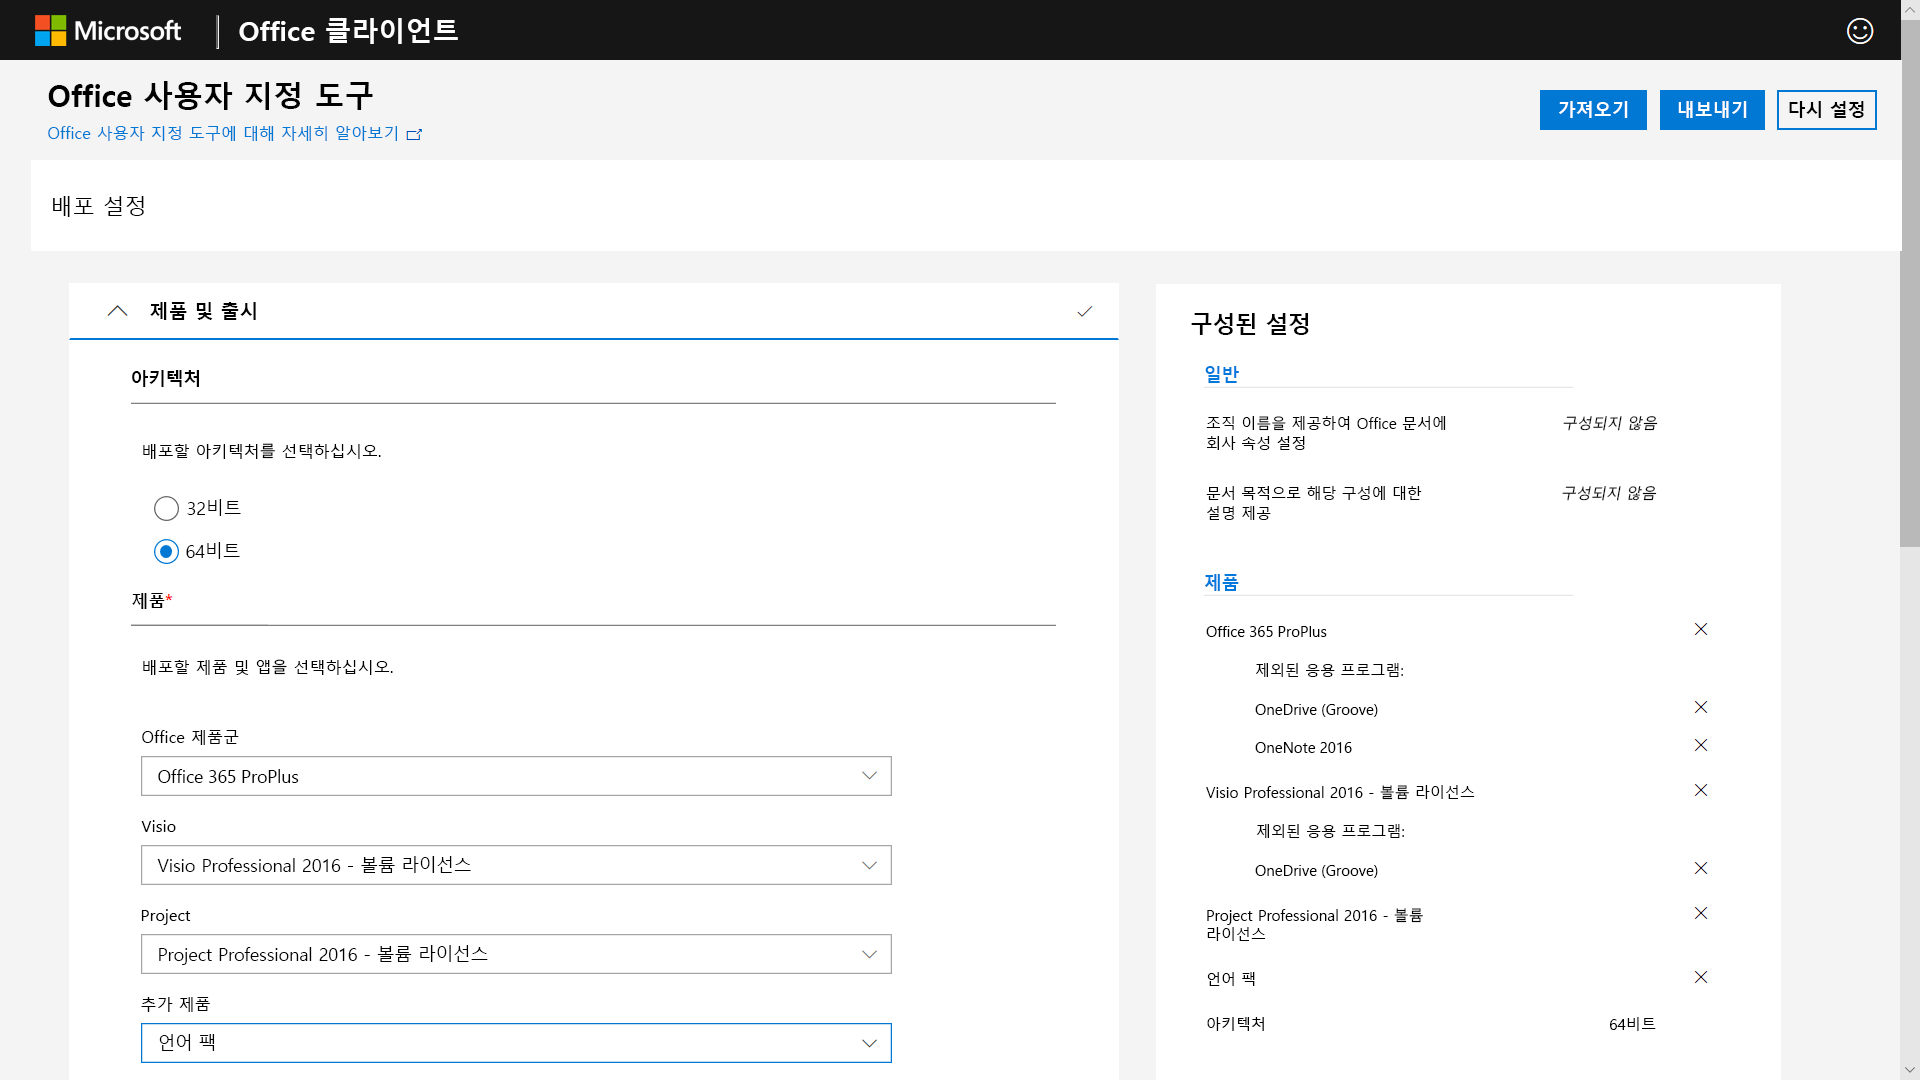 Microsoft
Office 클라이언트
Office 사용자 지정 도구
Office 사용자 지정 도구에 대해 자세히 알아보기
가져오기
내보내기
다시 설정
배포 설정
제품 및 출시
아키텍처
배포할 아키텍처를 선택하십시오.
32비트
64비트
제품*
배포할 제품 및 앱을 선택하십시오.
Office 제품군
Office 365 ProPlus
Visio
Visio Professional 2016 - 볼륨 라이선스
Project
Project Professional 2016 - 볼륨 라이선스
추가 제품
언어 팩
구성된 설정
일반
조직 이름을 제공하여 Office 문서에
회사 속성 설정
구성되지 않음
문서 목적으로 해당 구성에 대한
설명 제공
구성되지 않음
제품
Office 365 ProPlus
제외된 응용 프로그램:
OneDrive (Groove)
OneNote 2016
Visio Professional 2016 - 볼륨 라이선스
제외된 응용 프로그램:
OneDrive (Groove)
Project Professional 2016 - 볼륨
라이선스
언어 팩
아키텍처
64비트